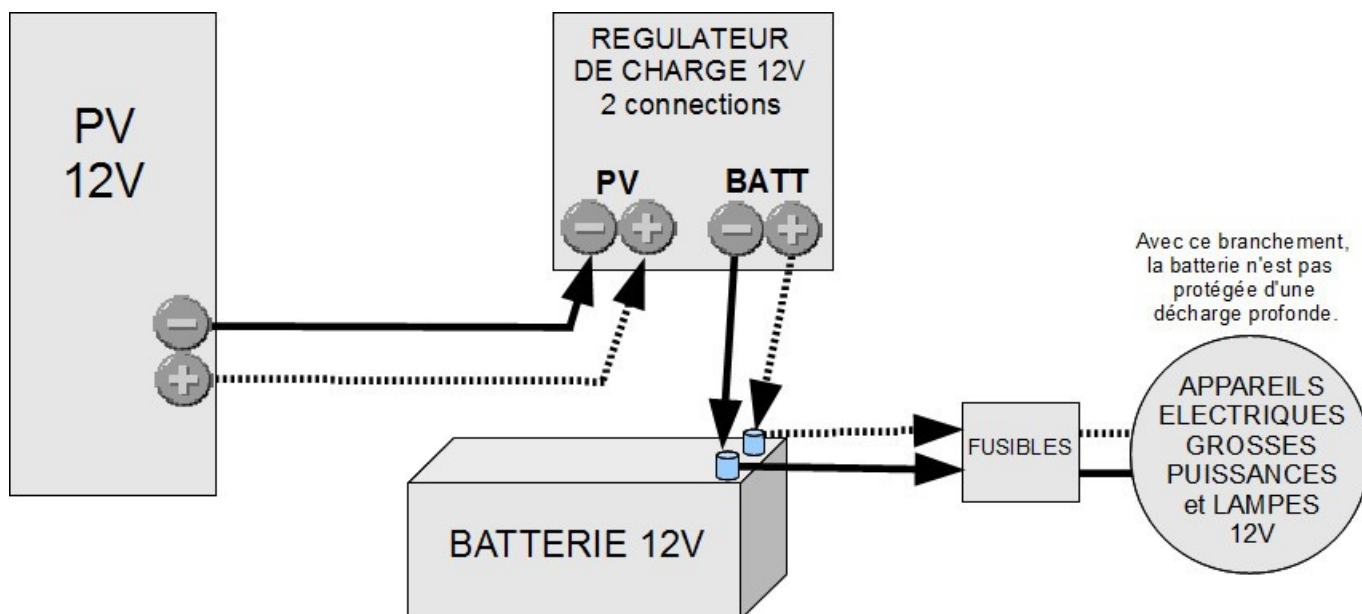 PV
12V
REGULATEUR
DE CHARGE 12V
2 connections
PV BATT
− + − +
−
+
Avec ce branchement,
la batterie n'est pas
protégée d'une
décharge profonde.
APPAREILS
ELECTRIQUES
GROSSES
PUISSANCES
et LAMPES
12V
FUSIBLES
BATTERIE 12V